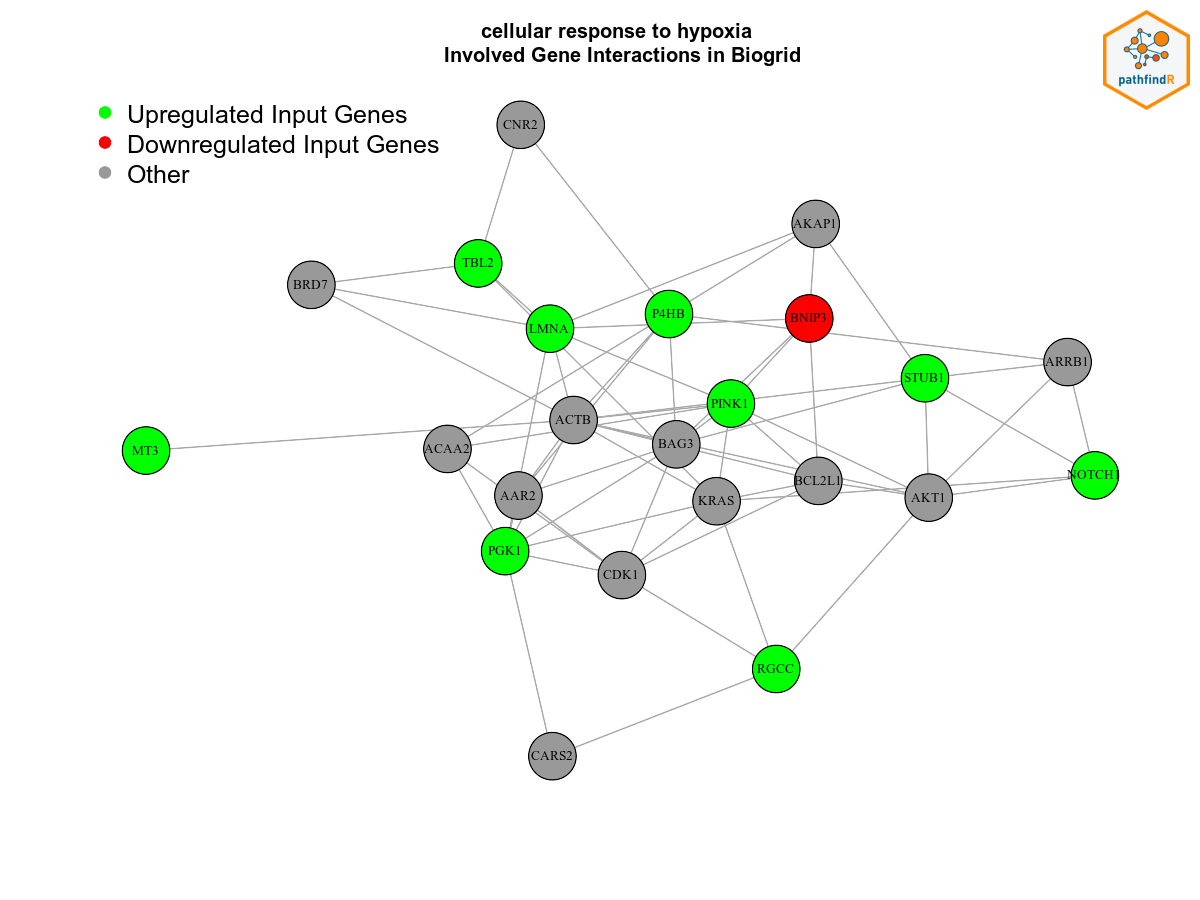 cellular response to hypoxia
Involved Gene Interactions in Biogrid
pathfindR
Upregulated Input Genes
Downregulated Input Genes
Other
CNR2
AKAP1
TBL2
BRD7
P4HB
BNIP3
LMNA
ARRB1
STUB1
PINK1
ACTB
BAG3
ACAA2
MT3
NOTCH1
BCL2L1
AAR2
KRAS
AKT1
PGK1
CDK1
RGCC
CARS2